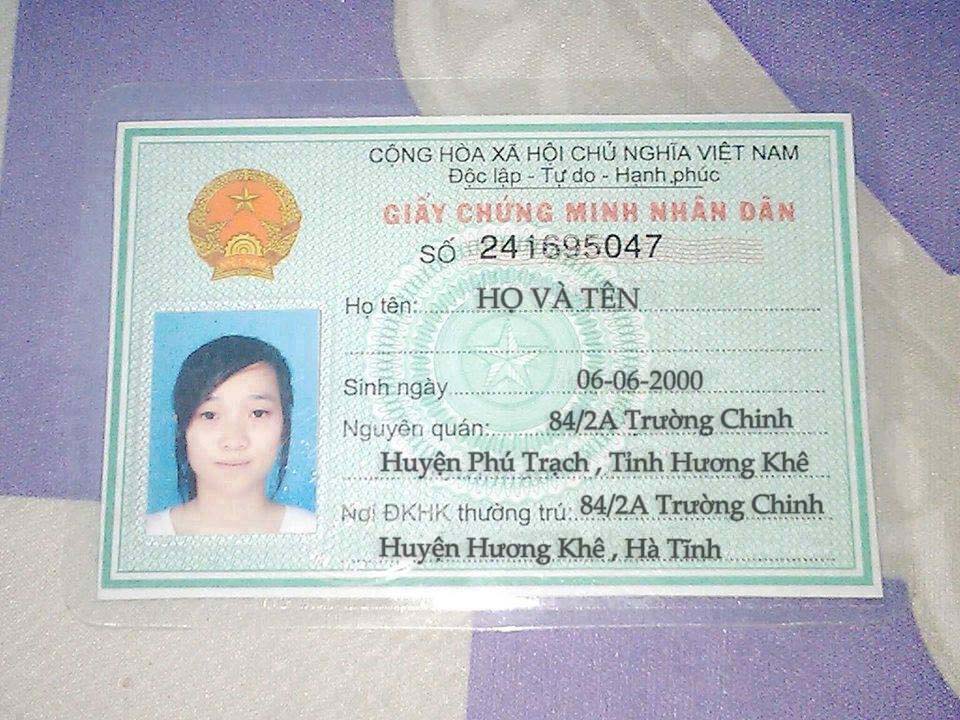 CỘNG HÒA XÃ HỘI CHỦ NGHĨA VIỆT NAM
Độc lập - Tự do - Hạnh phúc
GIẤY CHỨNG MINH NHÂN DÂN
SỐ 241695047
Họ tên: HỌ VÀ TÊN
Sinh ngày 06-06-2000
Nguyên quán: 84/2A Trường Chinh
Huyện Phú Trạch , Tỉnh Hương Khê
Nơi ĐKHK thường trú: 84/2A Trường Chinh
Huyện Hương Khê , Hà Tĩnh